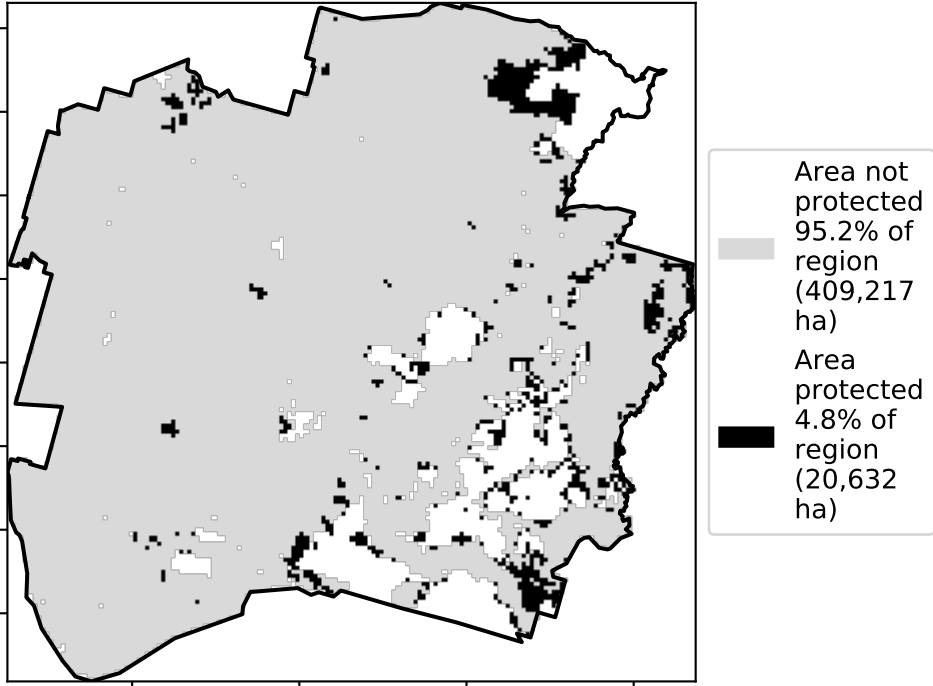 Area not
protected
95.2% of
region
(409,217
ha)
Area
protected
4.8% of
region
(20,632
ha)